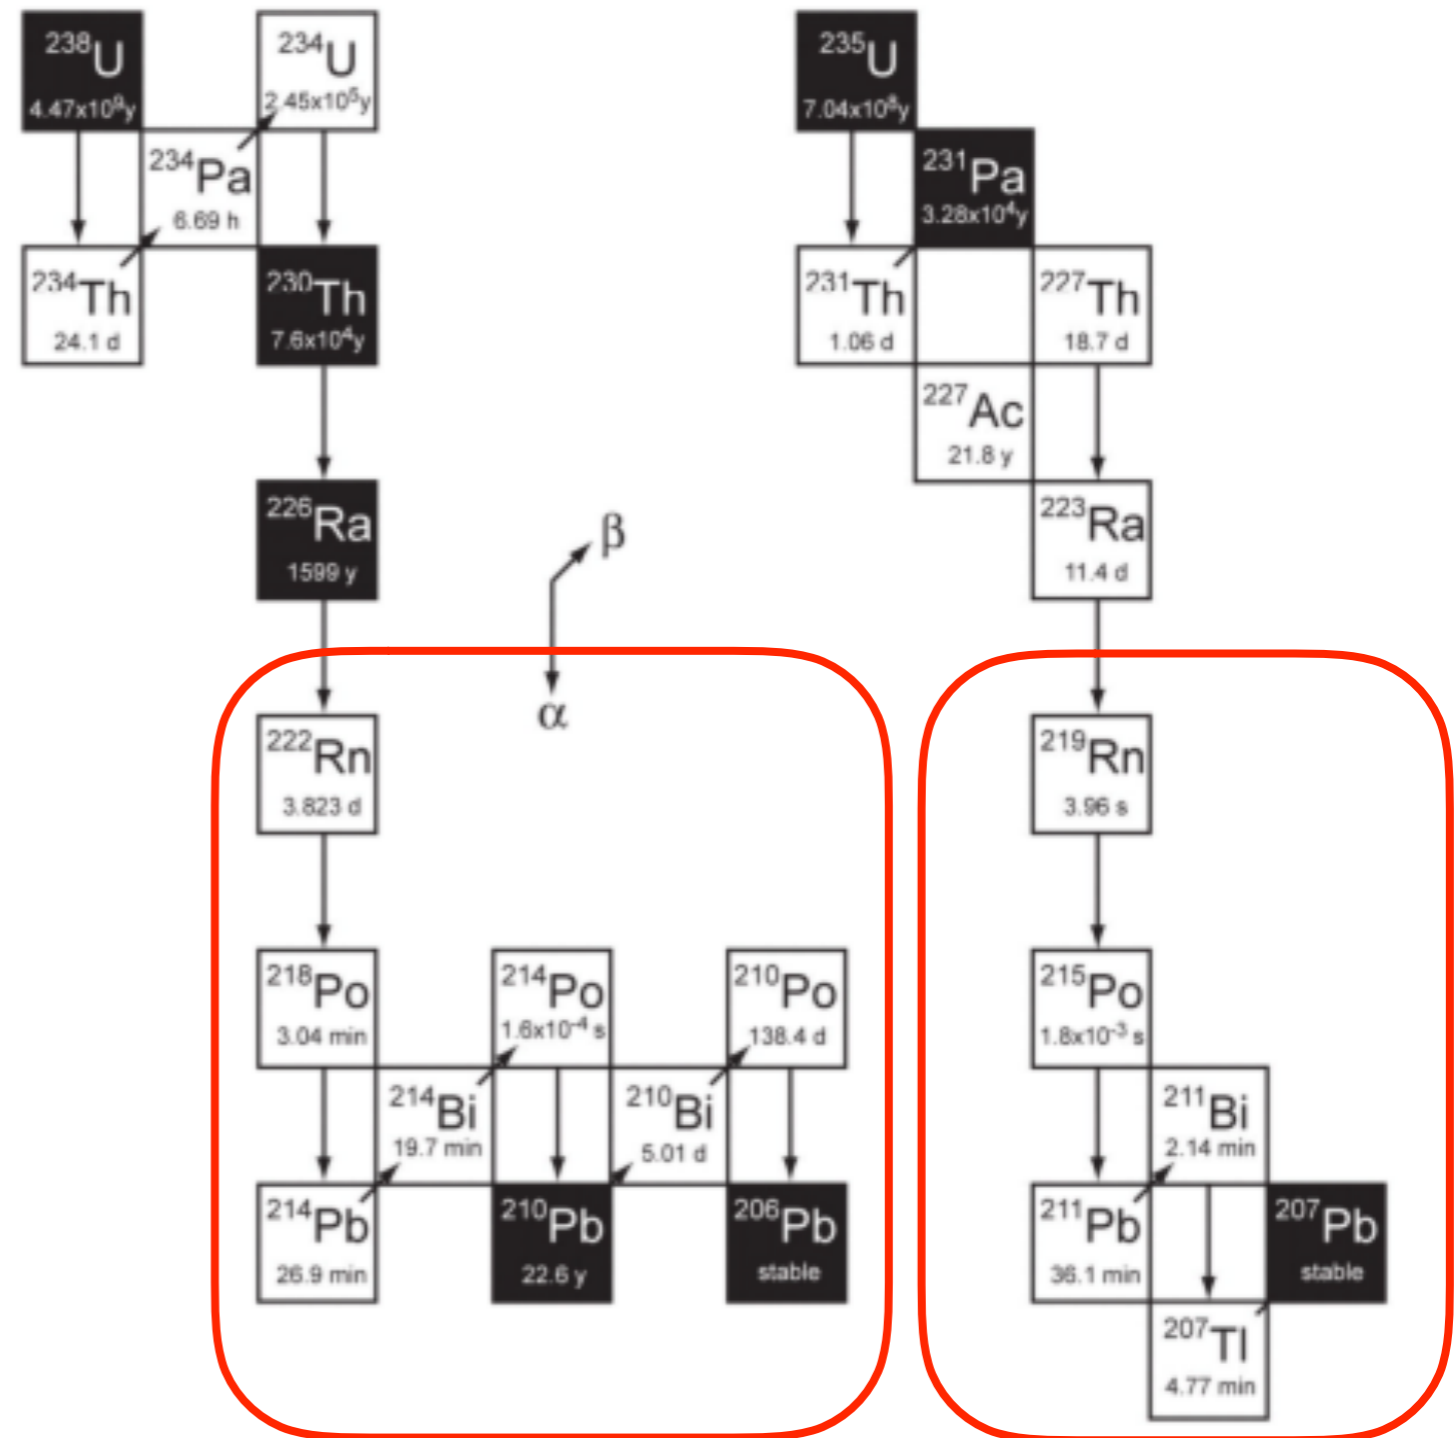 238U
4.47x10⁹y
234U
2.45x10⁵y
234Pa
6.69 h
234Th
24.1 d
230Th
7.6x10⁴y
226Ra
1599 y
β
α
222Rn
3.823 d
218Po
3.04 min
214Po
1.6x10⁻⁴ s
210Po
138.4 d
214Bi
19.7 min
210Bi
5.01 d
214Pb
26.9 min
210Pb
22.6 y
206Pb
stable
235U
7.04x10⁸y
231Pa
3.28x10⁴y
231Th
1.06 d
227Th
18.7 d
227Ac
21.8 y
223Ra
11.4 d
219Rn
3.96 s
215Po
1.8x10⁻³ s
211Bi
2.14 min
211Pb
36.1 min
207Pb
stable
207Tl
4.77 min